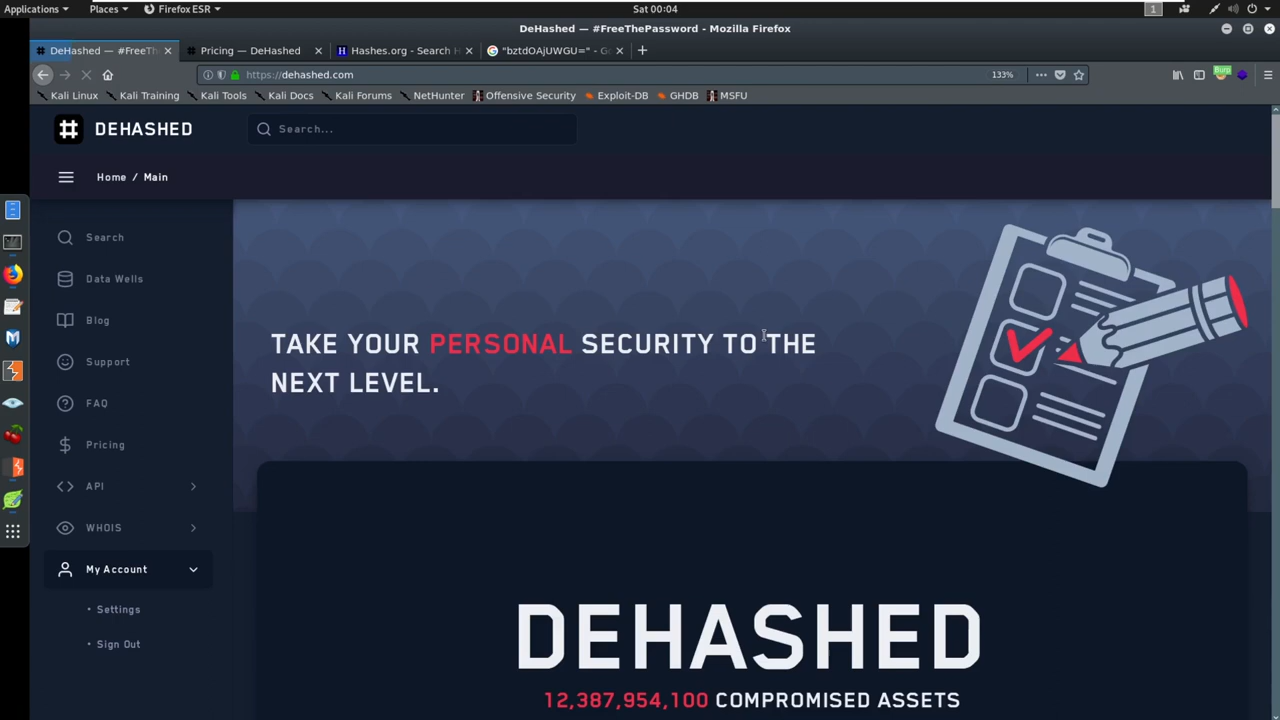 Applications
Places
Firefox ESR
Sat 00:04
1
DeHashed — #FreeThePassword - Mozilla Firefox
DeHashed — #FreeTh
Pricing — DeHashed
Hashes.org - Search H
"bztdOAjUWGU=" - Go
https://dehashed.com
133%
Burp
Kali Linux
Kali Training
Kali Tools
Kali Docs
Kali Forums
NetHunter
Offensive Security
Exploit-DB
GHDB
MSFU
DEHASHED
Search...
Home / Main
Search
Data Wells
Blog
Support
FAQ
Pricing
API
WHOIS
My Account
• Settings
• Sign Out
TAKE YOUR PERSONAL SECURITY TO THE
NEXT LEVEL.
DEHASHED
12,387,954,100 COMPROMISED ASSETS